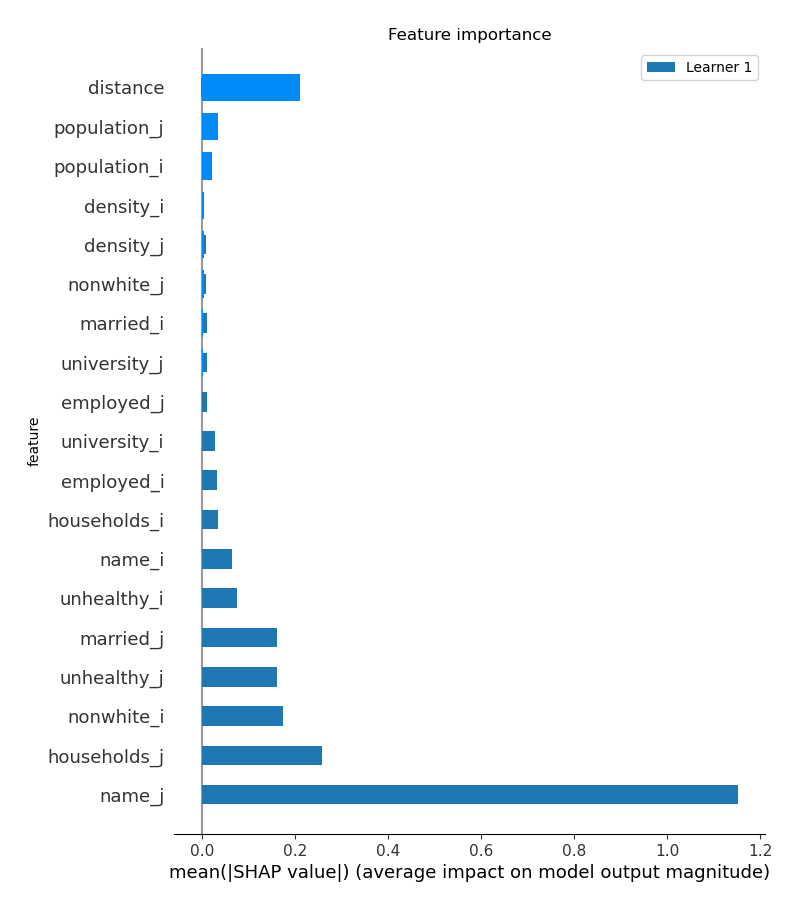 Feature importance
Learner 1
distance
population_j
population_i
density_i
density_j
nonwhite_j
married_i
university_j
employed_j
university_i
employed_i
households_i
name_i
unhealthy_i
married_j
unhealthy_j
nonwhite_i
households_j
name_j
feature
0.0 0.2 0.4 0.6 0.8 1.0 1.2
mean(|SHAP value|) (average impact on model output magnitude)